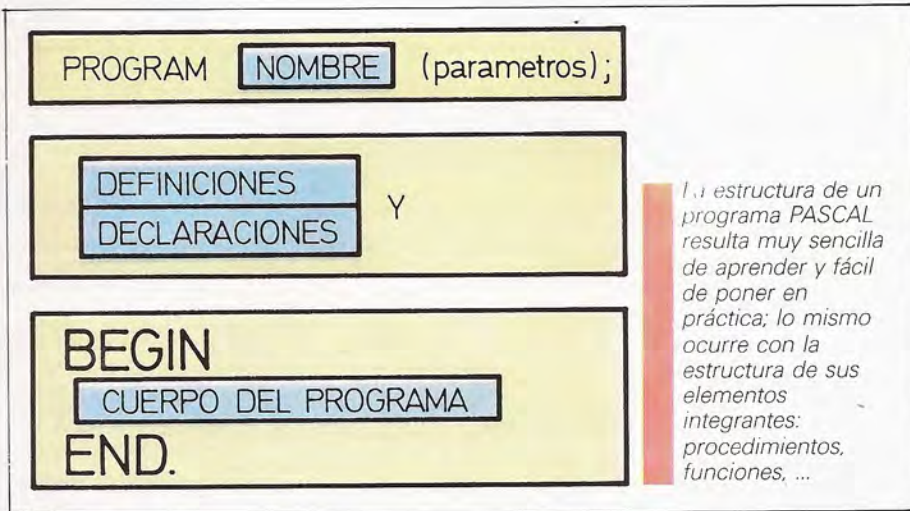 PROGRAM NOMBRE (parametros);
DEFINICIONES
Y
DECLARACIONES
BEGIN
CUERPO DEL PROGRAMA
END.
La estructura de un
programa PASCAL
resulta muy sencilla
de aprender y fácil
de poner en
práctica; lo mismo
ocurre con la
estructura de sus
elementos
integrantes:
procedimientos,
funciones, ...